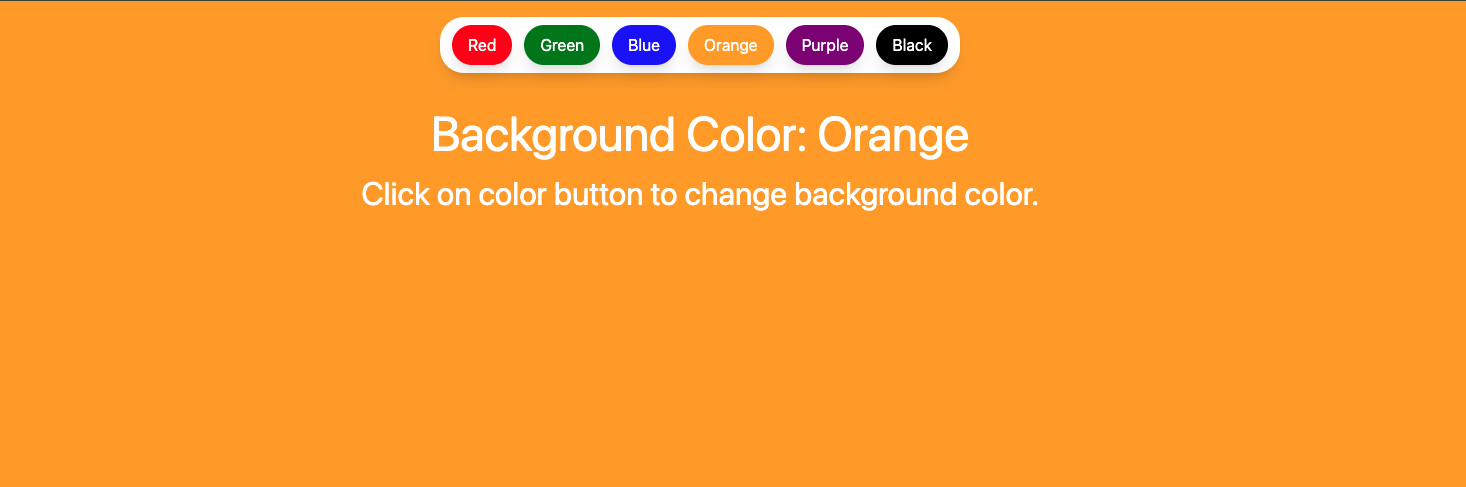 Red Green Blue Orange Purple Black
Background Color: Orange
Click on color button to change background color.